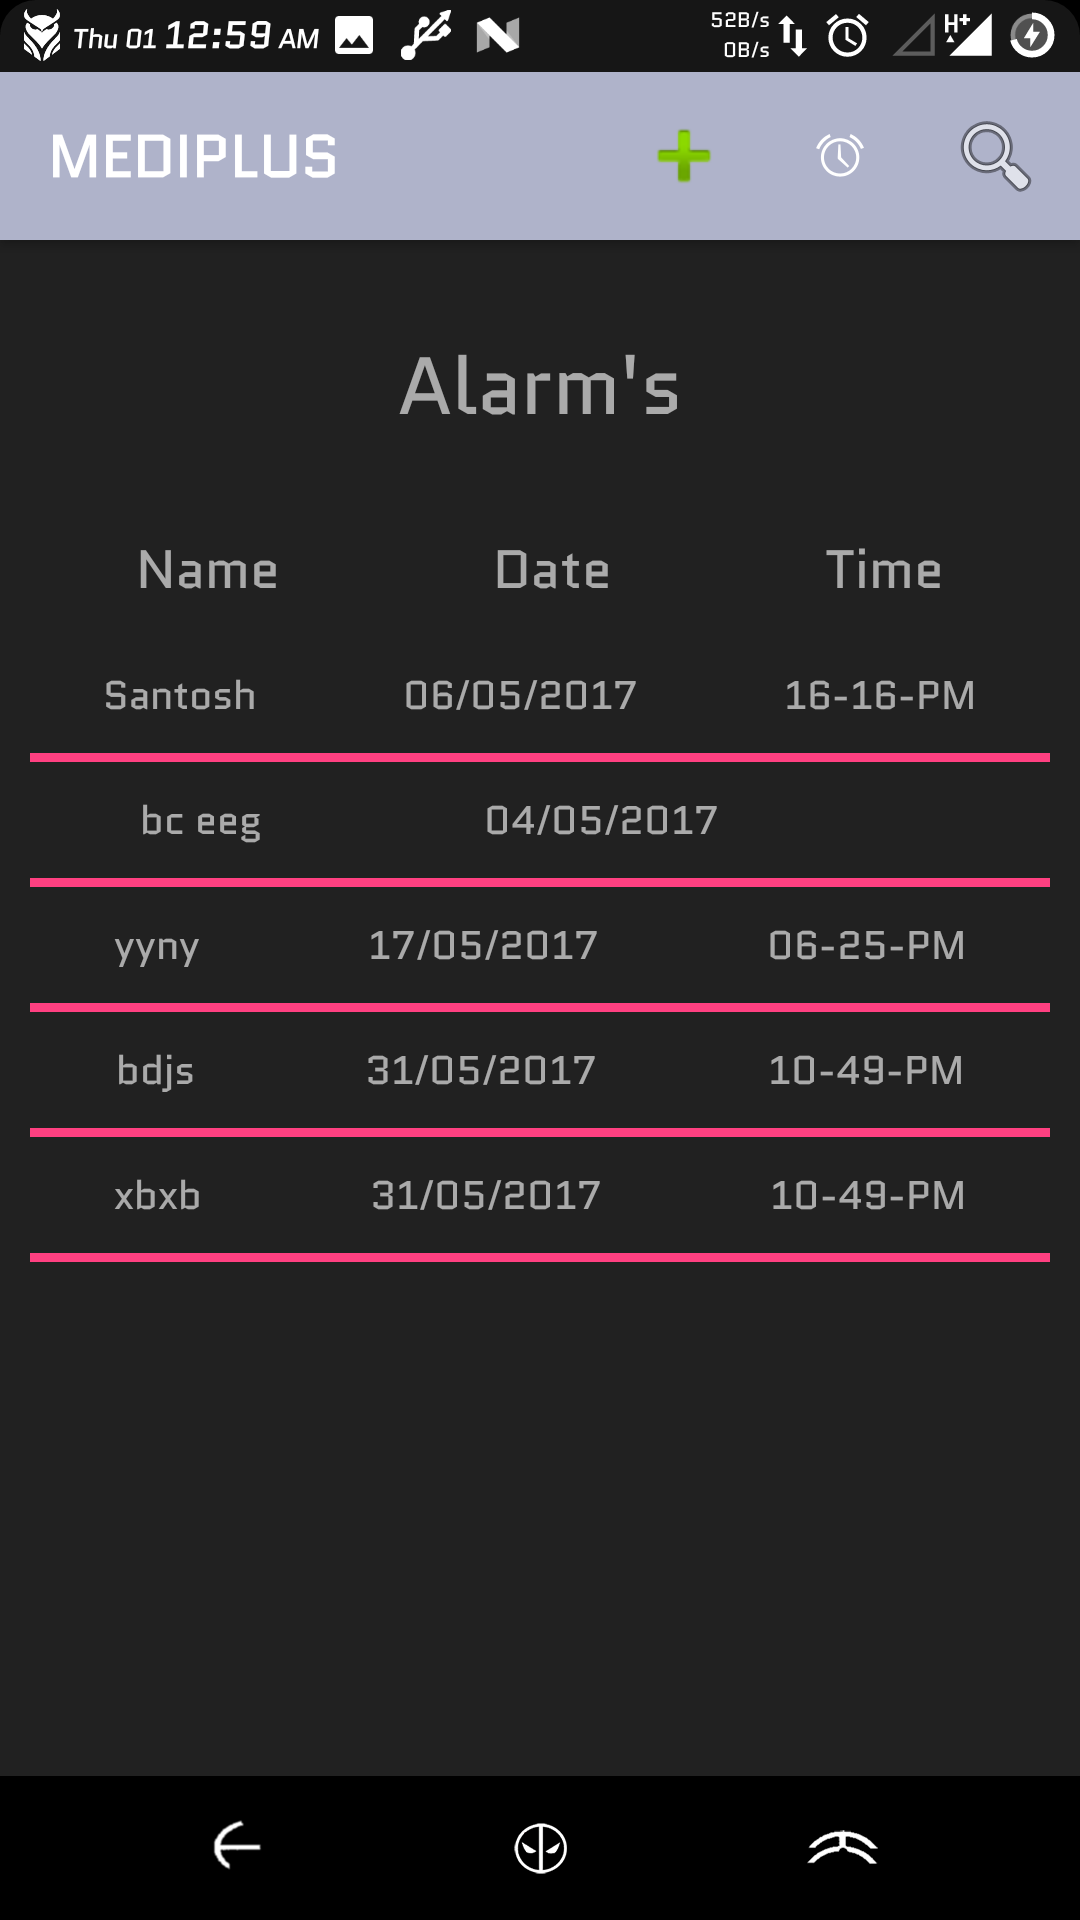 Thu 01 12:59 AM 52B/s 0B/s H+
MEDIPLUS
Alarm's
Name Date Time
Santosh 06/05/2017 16-16-PM
bc eeg 04/05/2017
yyny 17/05/2017 06-25-PM
bdjs 31/05/2017 10-49-PM
xbxb 31/05/2017 10-49-PM